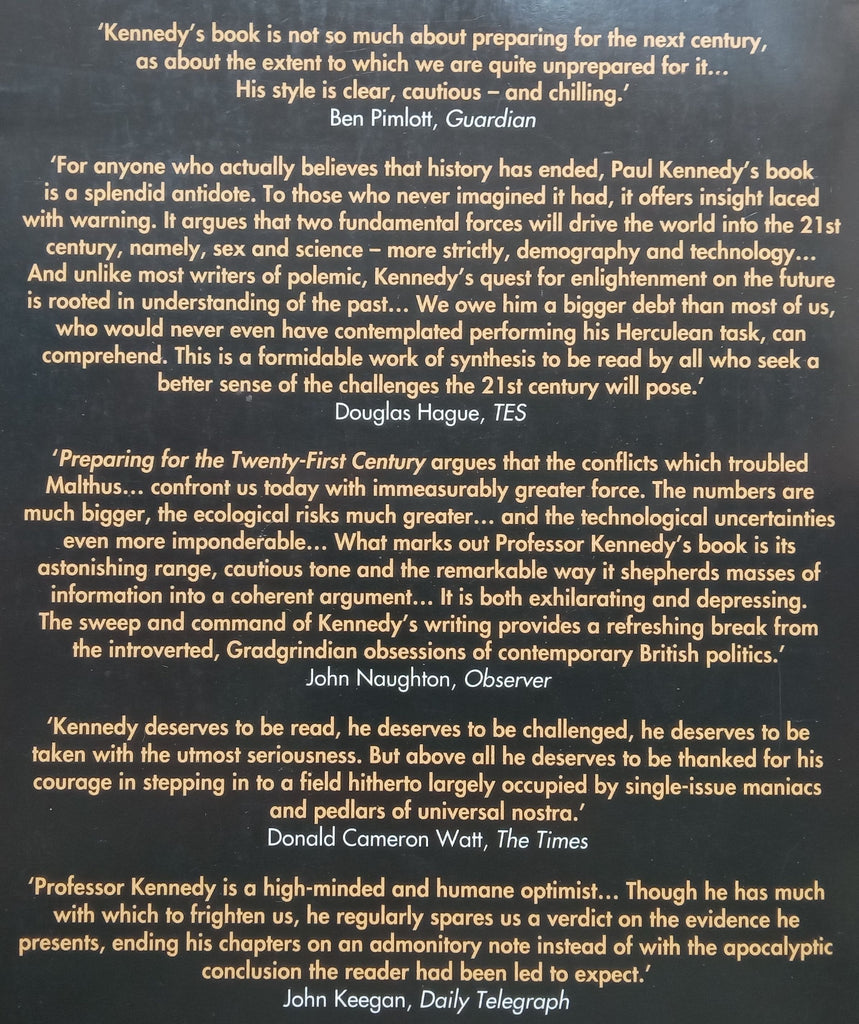 ‘Kennedy’s book is not so much about preparing for the next century,
as about the extent to which we are quite unprepared for it...
His style is clear, cautious – and chilling.’
Ben Pimlott, Guardian
‘For anyone who actually believes that history has ended, Paul Kennedy’s book
is a splendid antidote. To those who never imagined it had, it offers insight laced
with warning. It argues that two fundamental forces will drive the world into the 21st
century, namely, sex and science – more strictly, demography and technology...
And unlike most writers of polemic, Kennedy’s quest for enlightenment on the future
is rooted in understanding of the past... We owe him a bigger debt than most of us,
who would never even have contemplated performing his Herculean task, can
comprehend. This is a formidable work of synthesis to be read by all who seek a
better sense of the challenges the 21st century will pose.’
Douglas Hague, TES
‘Preparing for the Twenty-First Century argues that the conflicts which troubled
Malthus... confront us today with immeasurably greater force. The numbers are
much bigger, the ecological risks much greater... and the technological uncertainties
even more imponderable... What marks out Professor Kennedy’s book is its
astonishing range, cautious tone and the remarkable way it shepherds masses of
information into a coherent argument... It is both exhilarating and depressing.
The sweep and command of Kennedy’s writing provides a refreshing break from
the introverted, Gradgrindian obsessions of contemporary British politics.’
John Naughton, Observer
‘Kennedy deserves to be read, he deserves to be challenged, he deserves to be
taken with the utmost seriousness. But above all he deserves to be thanked for his
courage in stepping in to a field hitherto largely occupied by single-issue maniacs
and pedlars of universal nostra.’
Donald Cameron Watt, The Times
‘Professor Kennedy is a high-minded and humane optimist... Though he has much
with which to frighten us, he regularly spares us a verdict on the evidence he
presents, ending his chapters on an admonitory note instead of with the apocalyptic
conclusion the reader had been led to expect.’
John Keegan, Daily Telegraph